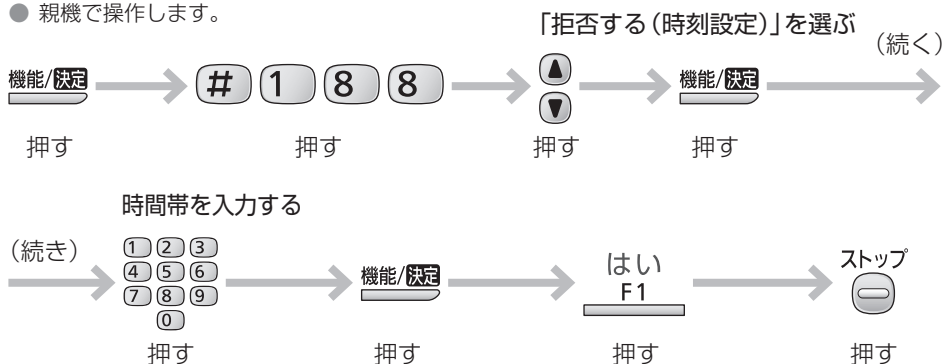 ● 親機で操作します。
「拒否する(時刻設定)」を選ぶ
(続く)
機能/決定
# 1 8 8
▲
▼
機能/決定
押す
押す
押す
押す
時間帯を入力する
(続き)
1 2 3
4 5 6
7 8 9
0
機能/決定
はい
F1
ストップ
押す
押す
押す
押す